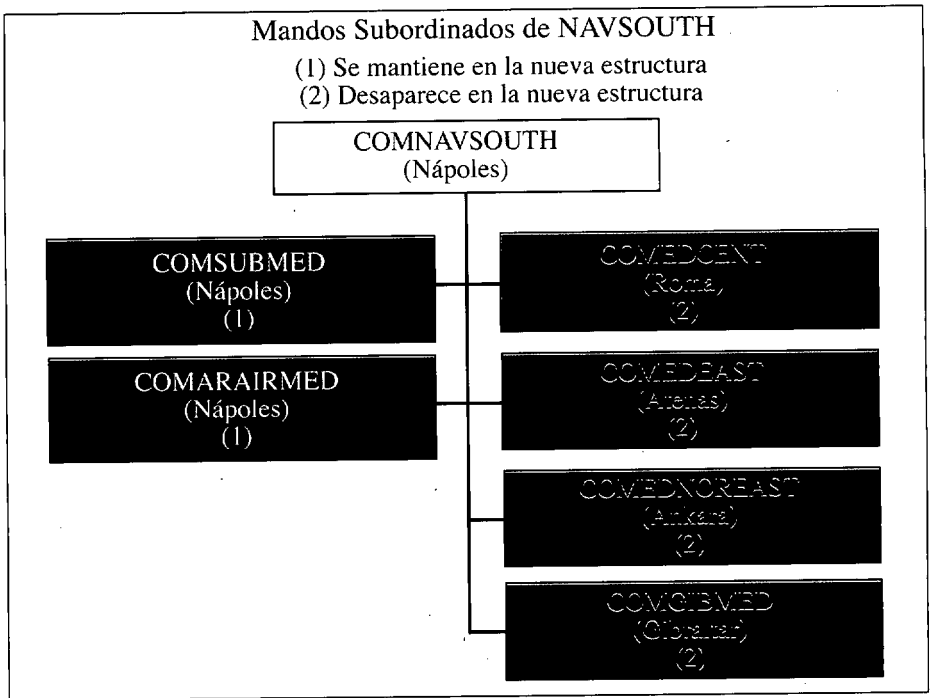 Mandos Subordinados de NAVSOUTH
(1) Se mantiene en la nueva estructura
(2) Desaparece en la nueva estructura
COMNAVSOUTH
(Nápoles)
COMSUBMED
(Nápoles)
(1)
COMARAIRMED
(Nápoles)
(1)
COMEDCENT
(Roma)
(2)
COMEDEAST
(Atenas)
(2)
COMEDNOREAST
(Ankara)
(2)
COMGIBMED
(Gibraltar)
(2)